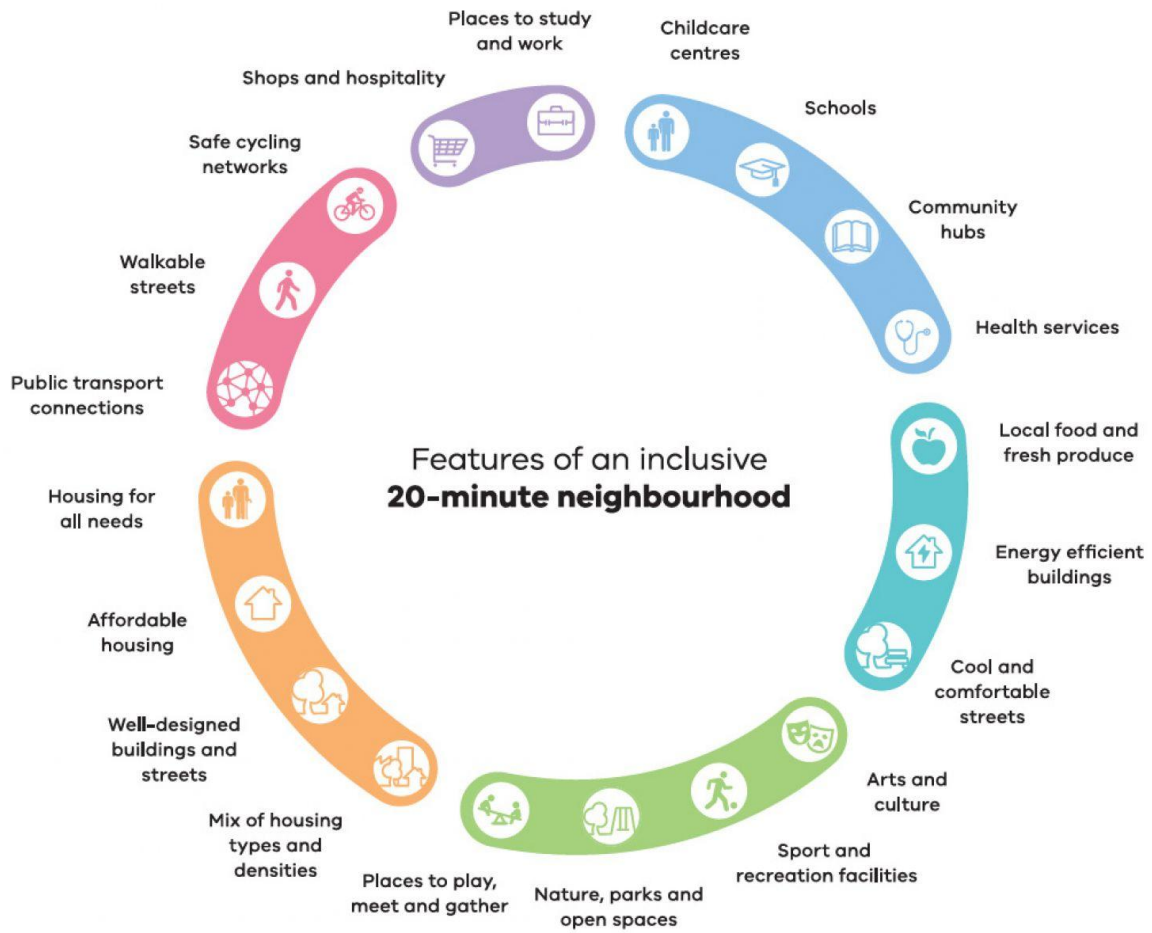 Places to study
and work
Childcare
centres
Shops and hospitality
Schools
Safe cycling
networks
Community
hubs
Walkable
streets
Health services
Public transport
connections
Local food and
fresh produce
Features of an inclusive
20-minute neighbourhood
Housing for
all needs
Energy efficient
buildings
Affordable
housing
Cool and
comfortable
streets
Well-designed
buildings and
streets
Arts and
culture
Mix of housing
types and
densities
Sport and
recreation facilities
Places to play,
meet and gather
Nature, parks and
open spaces